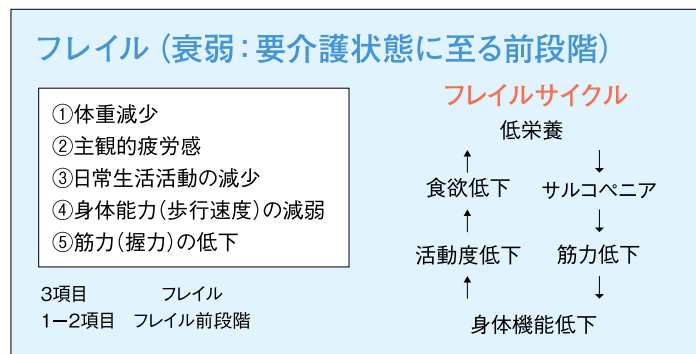 フレイル（衰弱：要介護状態に至る前段階）
①体重減少
②主観的疲労感
③日常生活活動の減少
④身体能力（歩行速度）の減弱
⑤筋力（握力）の低下
3項目　フレイル
1−2項目　フレイル前段階
フレイルサイクル
低栄養
↑ ↓
食欲低下 サルコペニア
↑ ↓
活動度低下 筋力低下
↑ ↓
身体機能低下